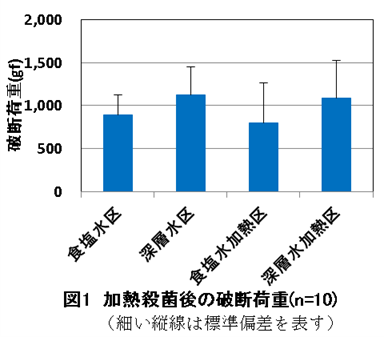 2,000
1,500
1,000
500
0
破断荷重(gf)
食塩水区
深層水区
食塩水加熱区
深層水加熱区
図1 加熱殺菌後の破断荷重(n=10)
（細い縦線は標準偏差を表す）